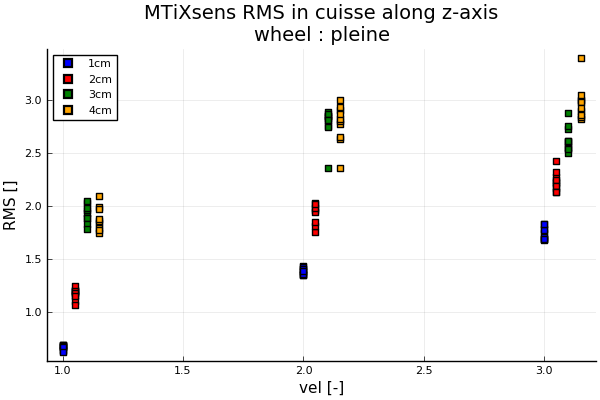 MTiXsens RMS in cuisse along z-axis
wheel : pleine
1cm
2cm
3cm
4cm
RMS []
3.0
2.5
2.0
1.5
1.0
1.0 1.5 2.0 2.5 3.0
vel [-]